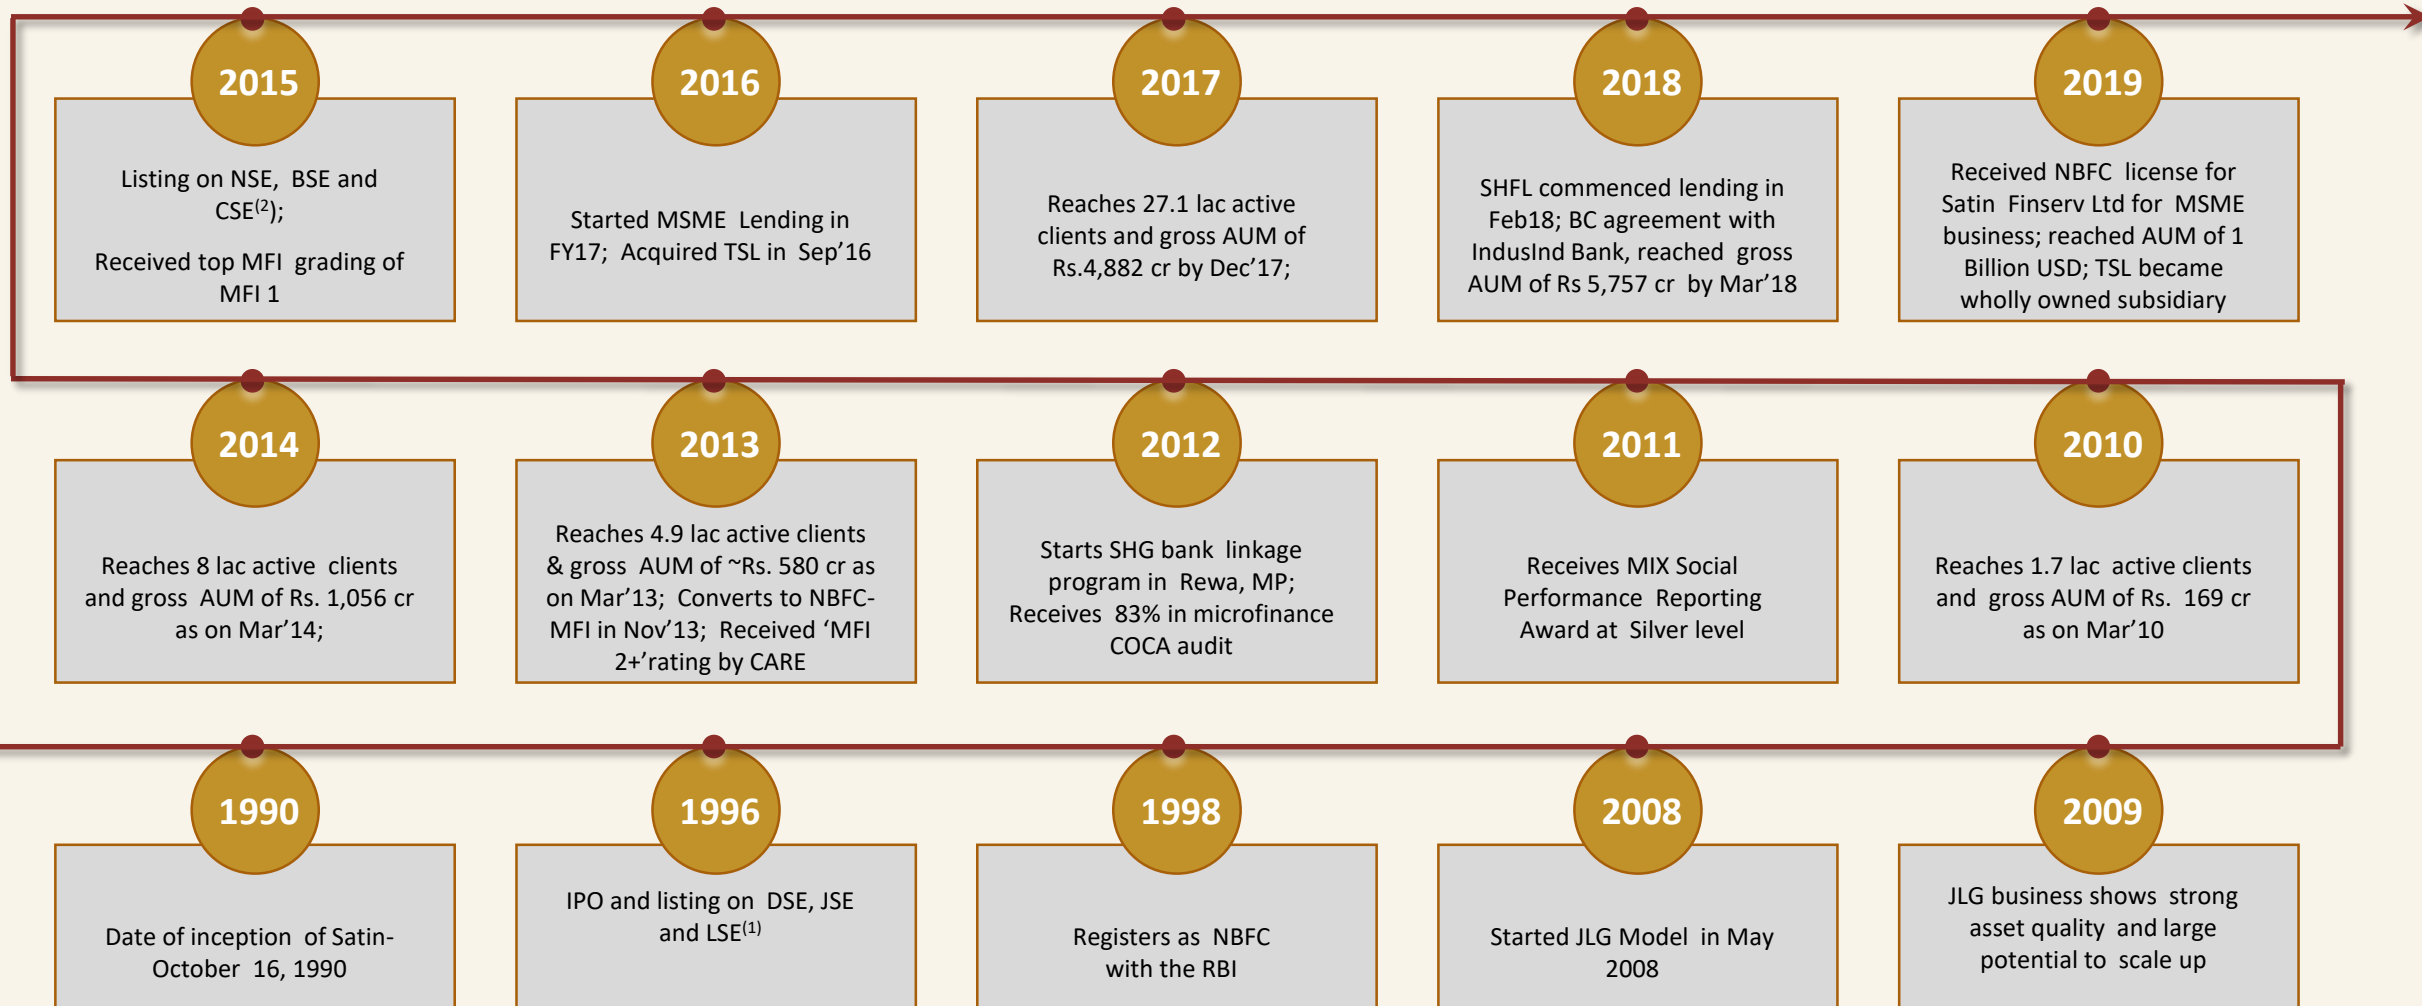 2015
Listing on NSE, BSE and
CSE(2);
Received top MFI grading of
MFI 1
2016
Started MSME Lending in
FY17; Acquired TSL in Sep’16
2017
Reaches 27.1 lac active
clients and gross AUM of
Rs.4,882 cr by Dec’17;
2018
SHFL commenced lending in
Feb18; BC agreement with
IndusInd Bank, reached gross
AUM of Rs 5,757 cr by Mar’18
2019
Received NBFC license for
Satin Finserv Ltd for MSME
business; reached AUM of 1
Billion USD; TSL became
wholly owned subsidiary
2014
Reaches 8 lac active clients
and gross AUM of Rs. 1,056 cr
as on Mar’14;
2013
Reaches 4.9 lac active clients
& gross AUM of ~Rs. 580 cr as
on Mar’13; Converts to NBFC-
MFI in Nov’13; Received ‘MFI
2+’rating by CARE
2012
Starts SHG bank linkage
program in Rewa, MP;
Receives 83% in microfinance
COCA audit
2011
Receives MIX Social
Performance Reporting
Award at Silver level
2010
Reaches 1.7 lac active clients
and gross AUM of Rs. 169 cr
as on Mar’10
1990
Date of inception of Satin-
October 16, 1990
1996
IPO and listing on DSE, JSE
and LSE(1)
1998
Registers as NBFC
with the RBI
2008
Started JLG Model in May
2008
2009
JLG business shows strong
asset quality and large
potential to scale up